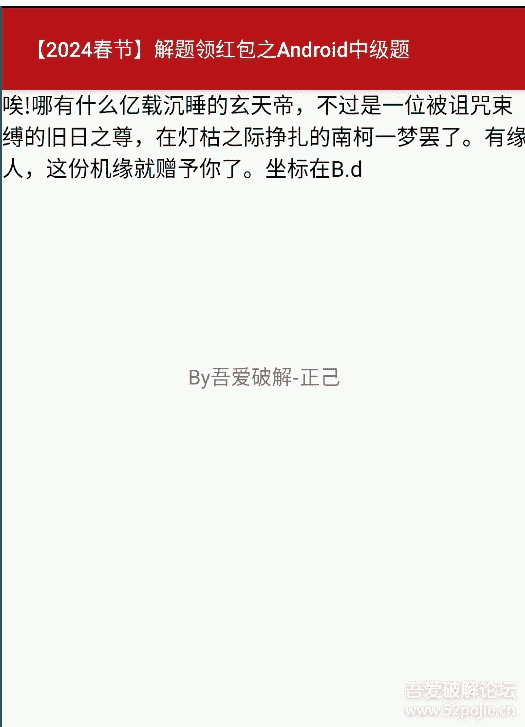 【2024春节】解题领红包之Android中级题
唉!哪有什么亿载沉睡的玄天帝，不过是一位被诅咒束
缚的旧日之尊，在灯枯之际挣扎的南柯一梦罢了。有缘
人，这份机缘就赠予你了。坐标在B.d
By吾爱破解-正己
吾爱破解论坛
www.52pojie.cn